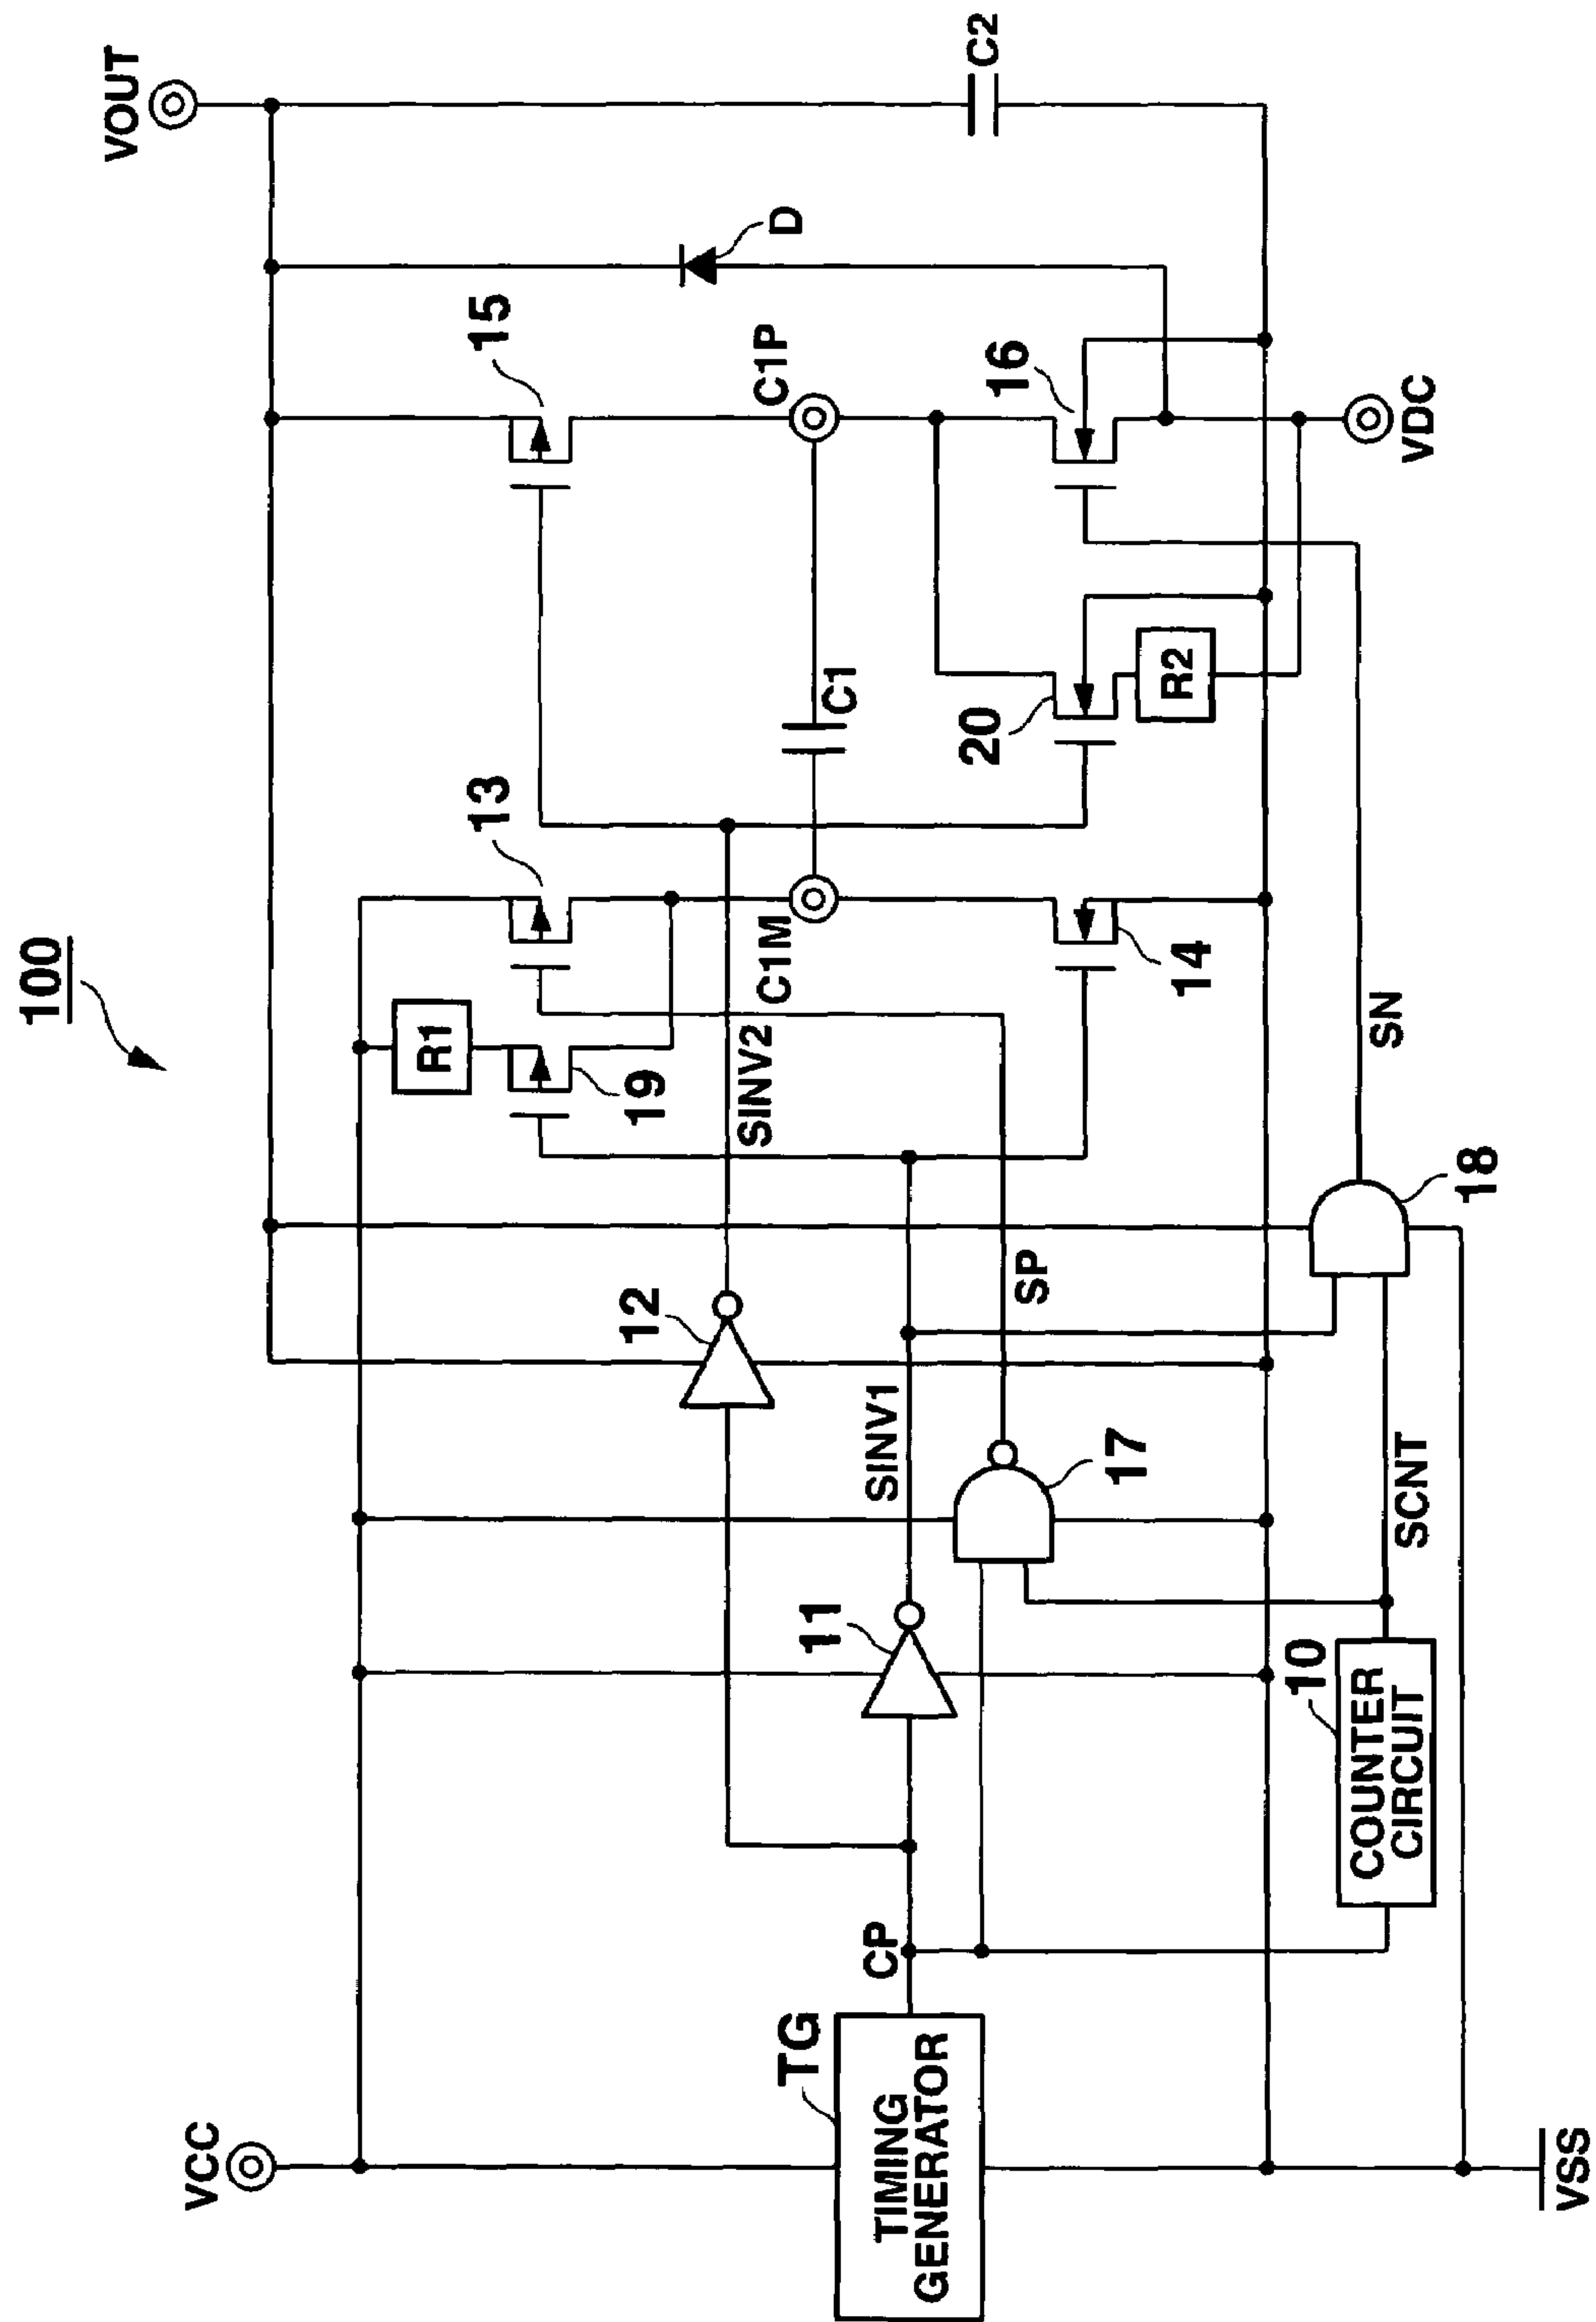 100
VCC
VOUT
TG
TIMING
GENERATOR
CP
11
12
SINV1
SINV2
17
SP
10
COUNTER
CIRCUIT
SCNT
18
SN
R1
19
13
C1M
14
C1
15
C1P
20
R2
16
D
C2
VDC
VSS